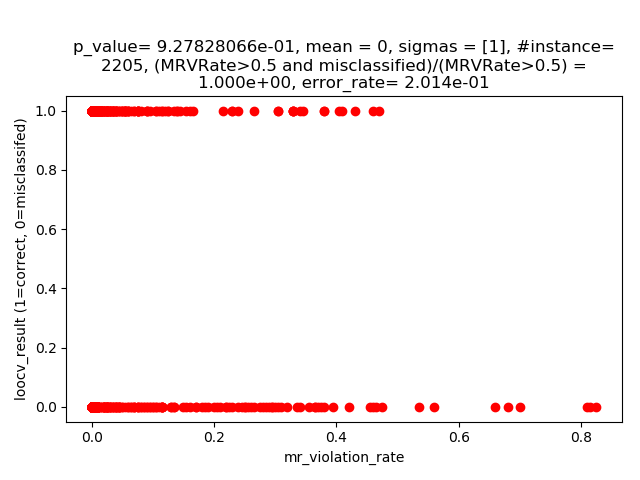 p_value= 9.27828066e-01, mean = 0, sigmas = [1], #instance=
2205, (MRVRate>0.5 and misclassified)/(MRVRate>0.5) =
1.000e+00, error_rate= 2.014e-01
loocv_result (1=correct, 0=misclassifed)
1.0
0.8
0.6
0.4
0.2
0.0
0.0 0.2 0.4 0.6 0.8
mr_violation_rate